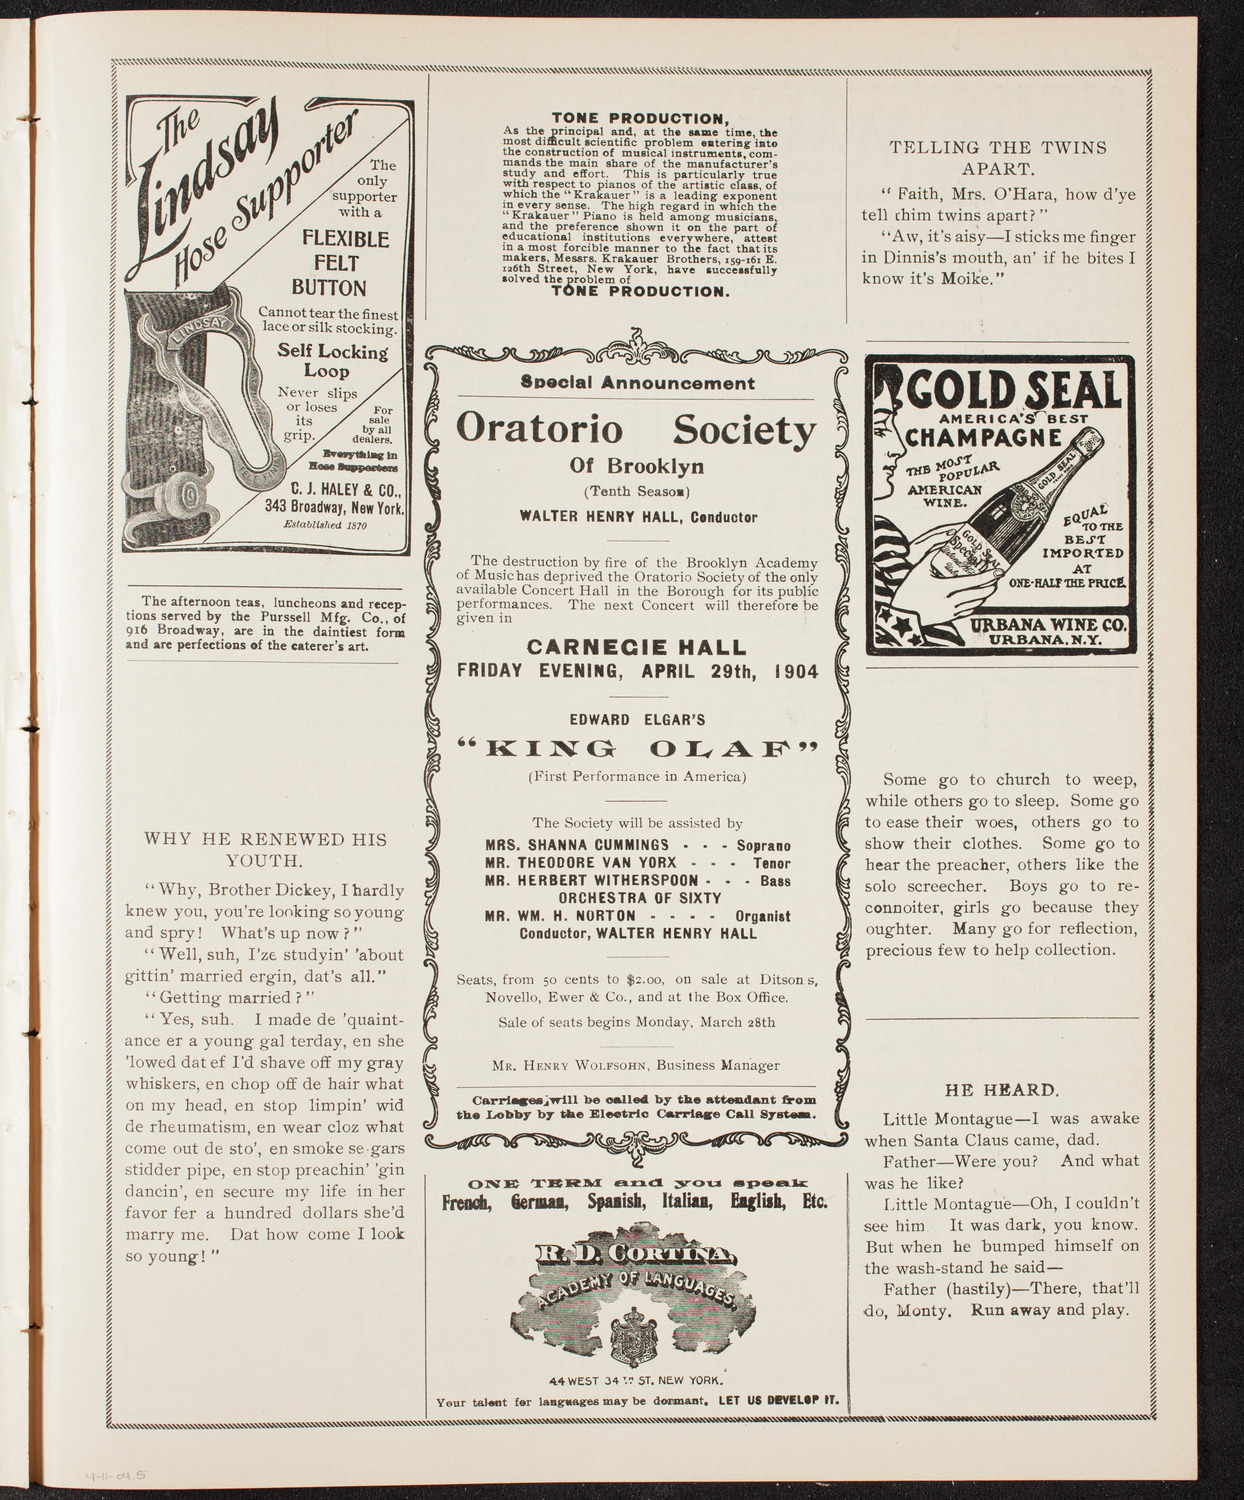 The
Lindsay
Hose Supporter
The
only
supporter
with a
FLEXIBLE
FELT
BUTTON
Cannot tear the finest
lace or silk stocking.
Self Locking
Loop
Never slips
or loses
its
grip.
For
sale
by all
dealers.
Everything in
Hose Supporters
C. J. HALEY & CO.,
343 Broadway, New York.
Established 1870
LINDSAY
The afternoon teas, luncheons and recep-
tions served by the Purssell Mfg. Co., of
916 Broadway, are in the daintiest form
and are perfections of the caterer's art.
WHY HE RENEWED HIS
YOUTH.
"Why, Brother Dickey, I hardly
knew you, you're looking so young
and spry! What's up now?"
"Well, suh, I'ze studyin' 'about
gittin' married ergin, dat's all."
"Getting married?"
"Yes, suh. I made de 'quaint-
ance er a young gal terday, en she
'lowed dat ef I'd shave off my gray
whiskers, en chop off de hair what
on my head, en stop limpin' wid
de rheumatism, en wear cloz what
come out de sto', en smoke se-gars
stidder pipe, en stop preachin' 'gin
dancin', en secure my life in her
favor fer a hundred dollars she'd
marry me. Dat how come I look
so young!"
TONE PRODUCTION,
As the principal and, at the same time, the
most difficult scientific problem entering into
the construction of musical instruments, com-
mands the main share of the manufacturer's
study and effort. This is particularly true
with respect to pianos of the artistic class, of
which the "Krakauer" is a leading exponent
in every sense. The high regard in which the
"Krakauer" Piano is held among musicians,
and the preference shown it on the part of
educational institutions everywhere, attest
in a most forcible manner to the fact that its
makers, Messrs. Krakauer Brothers, 159-161 E.
126th Street, New York, have successfully
solved the problem of
TONE PRODUCTION.
Special Announcement
Oratorio Society
Of Brooklyn
(Tenth Season)
WALTER HENRY HALL, Conductor
The destruction by fire of the Brooklyn Academy
of Music has deprived the Oratorio Society of the only
available Concert Hall in the Borough for its public
performances. The next Concert will therefore be
given in
CARNEGIE HALL
FRIDAY EVENING, APRIL 29th, 1904
EDWARD ELGAR'S
"KING OLAF"
(First Performance in America)
The Society will be assisted by
MRS. SHANNA CUMMINGS - - - Soprano
MR. THEODORE VAN YORX - - - Tenor
MR. HERBERT WITHERSPOON - - - Bass
ORCHESTRA OF SIXTY
MR. WM. H. NORTON - - - - Organist
Conductor, WALTER HENRY HALL
Seats, from 50 cents to $2.00, on sale at Ditsons,
Novello, Ewer & Co., and at the Box Office.
Sale of seats begins Monday, March 28th
MR. HENRY WOLFSOHN, Business Manager
Carriages will be called by the attendant from
the Lobby by the Electric Carriage Call System.
ONE TERM and you speak
French, German, Spanish, Italian, English, Etc.
R. D. CORTINA,
ACADEMY OF LANGUAGES,
44 WEST 34TH ST. NEW YORK.
Your talent for languages may be dormant, LET US DEVELOP IT.
TELLING THE TWINS
APART.
"Faith, Mrs. O'Hara, how d'ye
tell thim twins apart?"
"Aw, it's aisy—I sticks me finger
in Dinnis's mouth, an' if he bites I
know it's Moike."
GOLD SEAL
AMERICA'S BEST
CHAMPAGNE
THE MOST
POPULAR
AMERICAN
WINE.
GOLD SEAL
GOLD SEAL
Special Dry
EQUAL
TO THE
BEST
IMPORTED
AT
ONE-HALF THE PRICE
URBANA WINE CO.
URBANA, N.Y.
Some go to church to weep,
while others go to sleep. Some go
to ease their woes, others go to
show their clothes. Some go to
hear the preacher, others like the
solo screecher. Boys go to re-
connoiter, girls go because they
oughter. Many go for reflection,
precious few to help collection.
HE HEARD.
Little Montague—I was awake
when Santa Claus came, dad.
Father—Were you? And what
was he like?
Little Montague—Oh, I couldn't
see him It was dark, you know.
But when he bumped himself on
the wash-stand he said—
Father (hastily)—There, that'll
do, Monty. Run away and play.
4-11-04.5